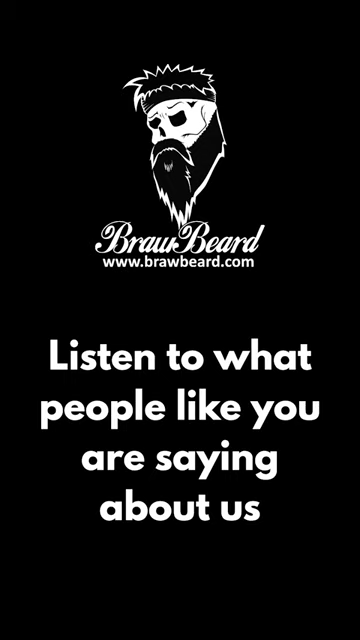 BrawBeard
www.brawbeard.com
Listen to what
people like you
are saying
about us